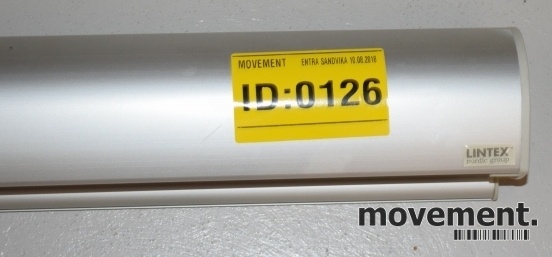 MOVEMENT ENTRA SANDVIKA 10.08.2018
ID:0126
LINTEX
nordic group
movement.